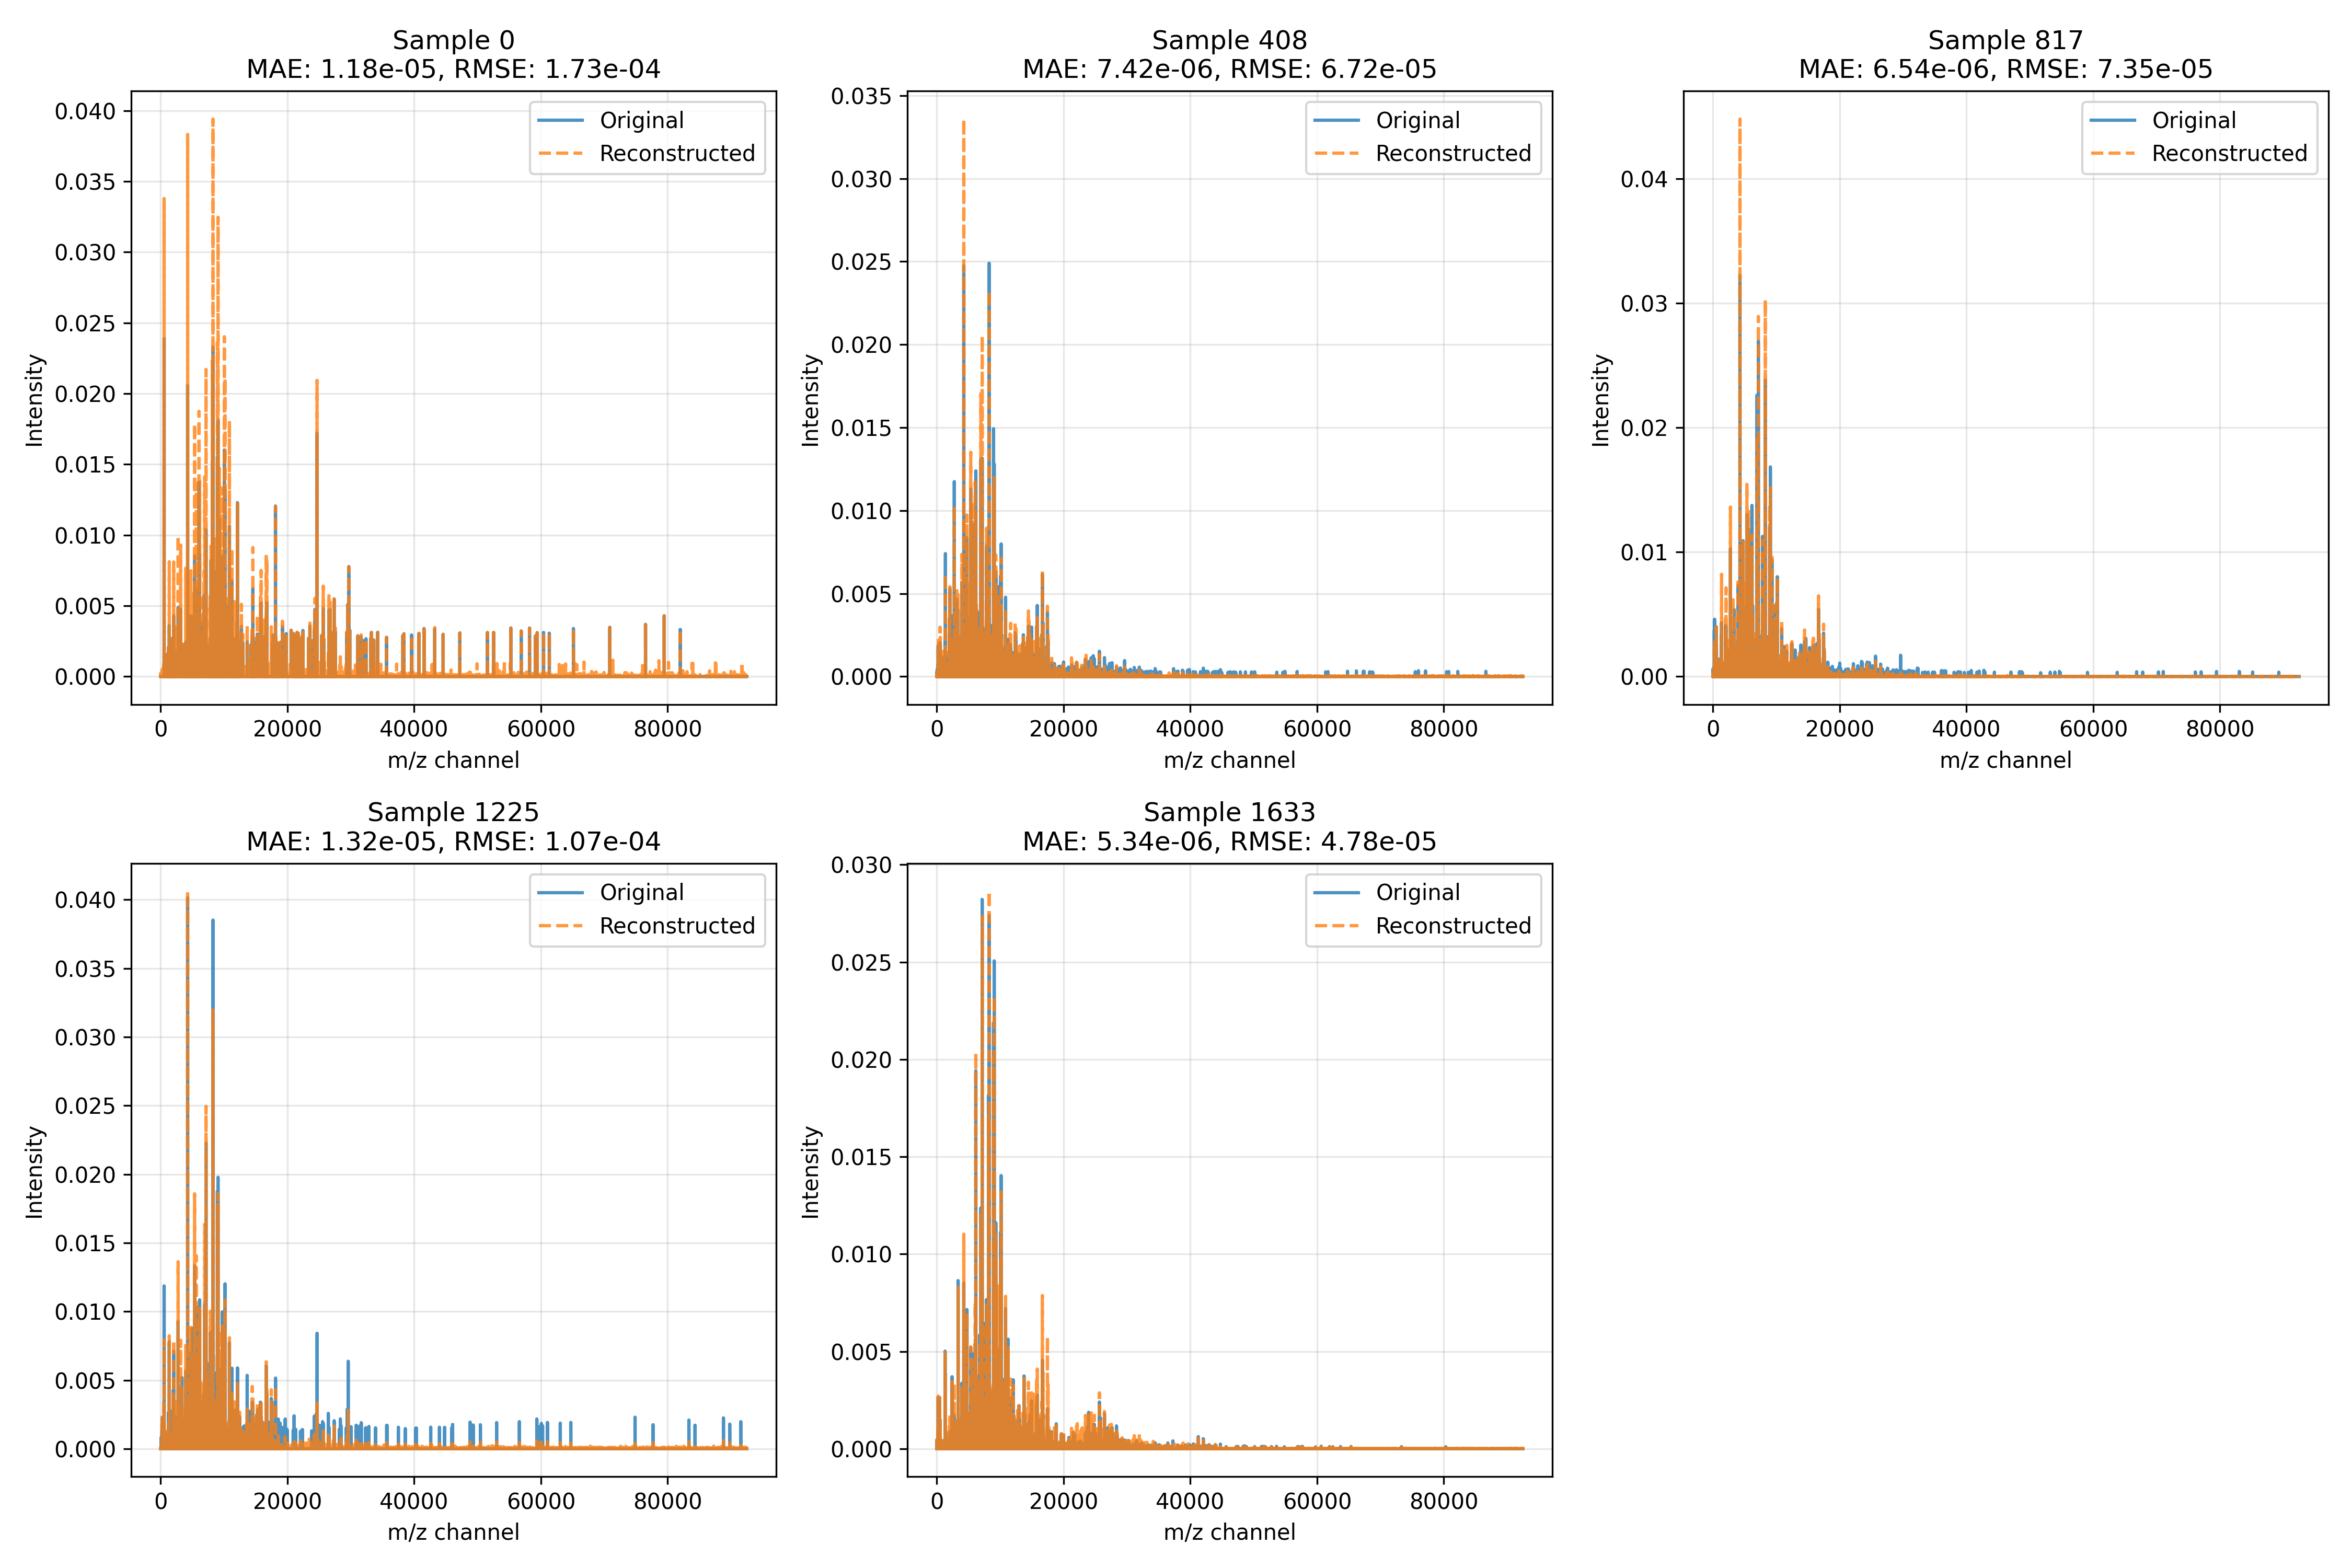 Sample 0
MAE: 1.18e-05, RMSE: 1.73e-04
Original
Reconstructed
0.040
0.035
0.030
0.025
0.020
0.015
0.010
0.005
0.000
Intensity
0 20000 40000 60000 80000
m/z channel
Sample 408
MAE: 7.42e-06, RMSE: 6.72e-05
Original
Reconstructed
0.035
0.030
0.025
0.020
0.015
0.010
0.005
0.000
Intensity
0 20000 40000 60000 80000
m/z channel
Sample 817
MAE: 6.54e-06, RMSE: 7.35e-05
Original
Reconstructed
0.04
0.03
0.02
0.01
0.00
Intensity
0 20000 40000 60000 80000
m/z channel
Sample 1225
MAE: 1.32e-05, RMSE: 1.07e-04
Original
Reconstructed
0.040
0.035
0.030
0.025
0.020
0.015
0.010
0.005
0.000
Intensity
0 20000 40000 60000 80000
m/z channel
Sample 1633
MAE: 5.34e-06, RMSE: 4.78e-05
Original
Reconstructed
0.030
0.025
0.020
0.015
0.010
0.005
0.000
Intensity
0 20000 40000 60000 80000
m/z channel